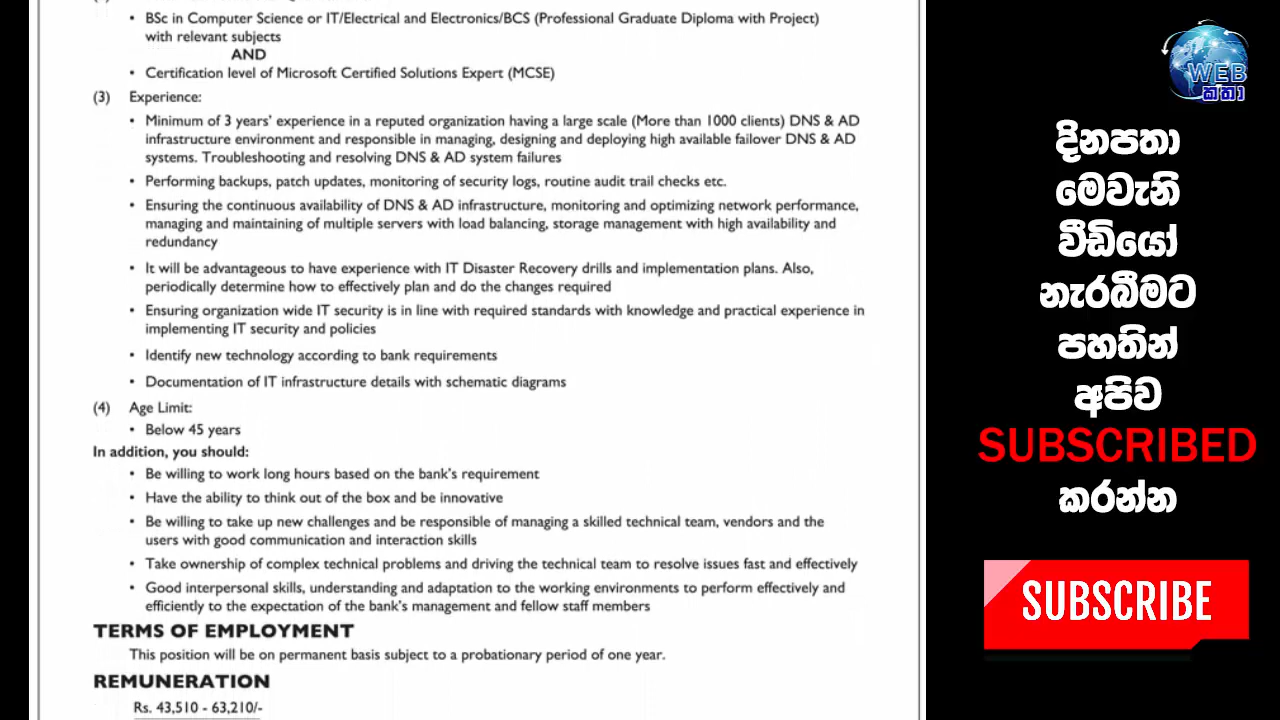 • BSc in Computer Science or IT/Electrical and Electronics/BCS (Professional Graduate Diploma with Project)
with relevant subjects
AND
• Certification level of Microsoft Certified Solutions Expert (MCSE)
(3) Experience:
• Minimum of 3 years' experience in a reputed organization having a large scale (More than 1000 clients) DNS & AD
infrastructure environment and responsible in managing, designing and deploying high available failover DNS & AD
systems. Troubleshooting and resolving DNS & AD system failures
• Performing backups, patch updates, monitoring of security logs, routine audit trail checks etc.
• Ensuring the continuous availability of DNS & AD infrastructure, monitoring and optimizing network performance,
managing and maintaining of multiple servers with load balancing, storage management with high availability and
redundancy
• It will be advantageous to have experience with IT Disaster Recovery drills and implementation plans. Also,
periodically determine how to effectively plan and do the changes required
• Ensuring organization wide IT security is in line with required standards with knowledge and practical experience in
implementing IT security and policies
• Identify new technology according to bank requirements
• Documentation of IT infrastructure details with schematic diagrams
(4) Age Limit:
• Below 45 years
In addition, you should:
• Be willing to work long hours based on the bank's requirement
• Have the ability to think out of the box and be innovative
• Be willing to take up new challenges and be responsible of managing a skilled technical team, vendors and the
users with good communication and interaction skills
• Take ownership of complex technical problems and driving the technical team to resolve issues fast and effectively
• Good interpersonal skills, understanding and adaptation to the working environments to perform effectively and
efficiently to the expectation of the bank's management and fellow staff members
TERMS OF EMPLOYMENT
This position will be on permanent basis subject to a probationary period of one year.
REMUNERATION
Rs. 43,510 - 63,210/-
WEB
කතා
දිනපතා
මෙවැනි
වීඩියෝ
නැරබීමට
පහතින්
අපිව
SUBSCRIBED
කරන්න
SUBSCRIBE